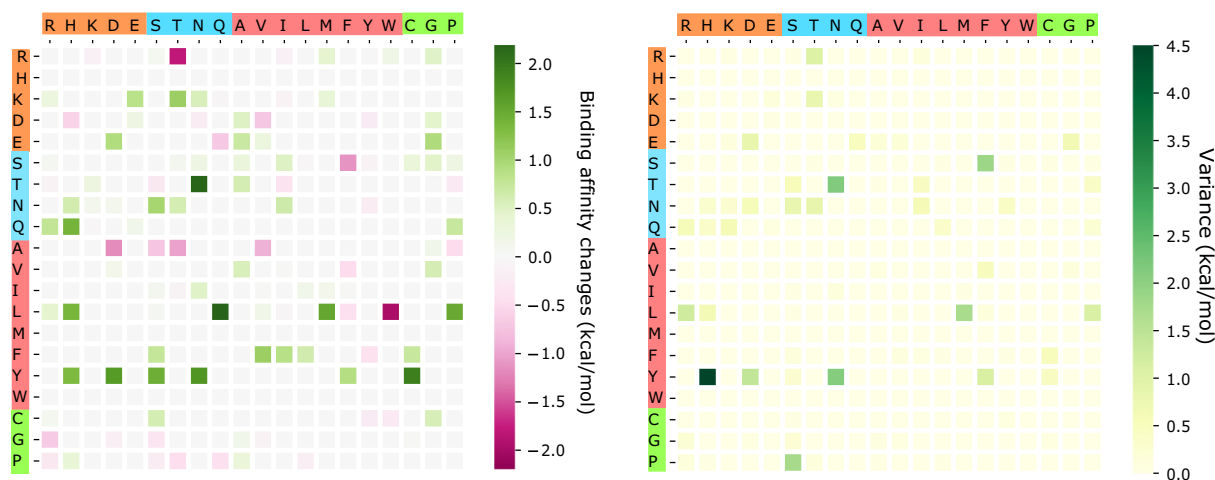 R H K D E S T N Q A V I L M F Y W C G P
R
H
K
D
E
S
T
N
Q
A
V
I
L
M
F
Y
W
C
G
P
2.0
1.5
1.0
0.5
0.0
−0.5
−1.0
−1.5
−2.0
Binding affinity changes (kcal/mol)
R H K D E S T N Q A V I L M F Y W C G P
R
H
K
D
E
S
T
N
Q
A
V
I
L
M
F
Y
W
C
G
P
4.5
4.0
3.5
3.0
2.5
2.0
1.5
1.0
0.5
0.0
Variance (kcal/mol)